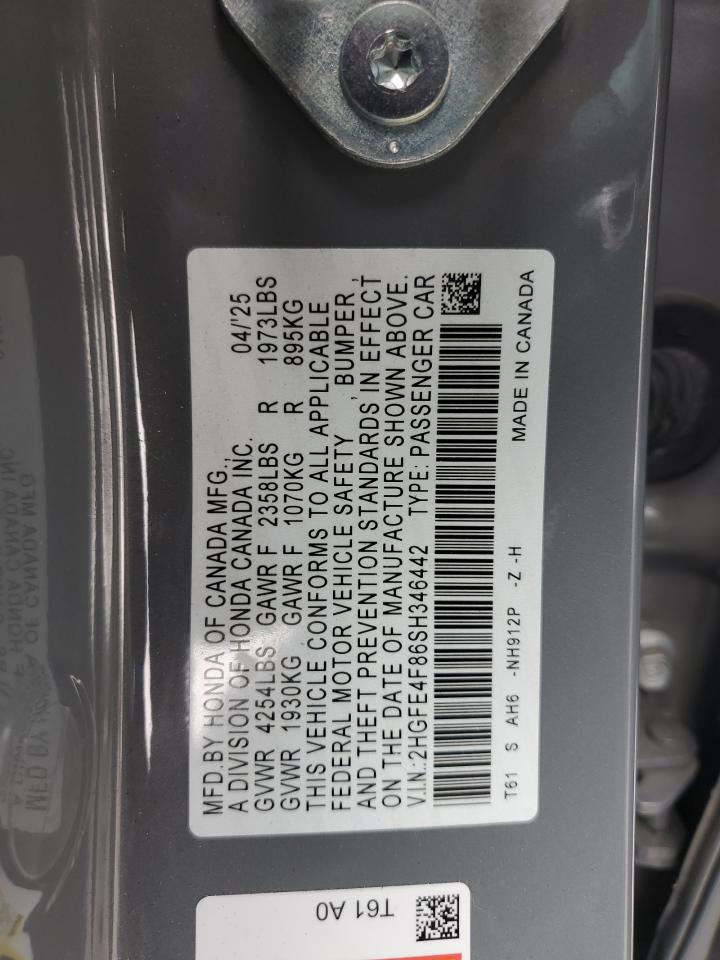 MFD.BY HONDA OF CANADA MFG.,
A DIVISION OF HONDA CANADA INC. 04/'25
GVWR 4254LBS GAWR F 2358LBS R 1973LBS
GVWR 1930KG GAWR F 1070KG R 895KG
THIS VEHICLE CONFORMS TO ALL APPLICABLE
FEDERAL MOTOR VEHICLE SAFETY , BUMPER ,
AND THEFT PREVENTION STANDARDS IN EFFECT
ON THE DATE OF MANUFACTURE SHOWN ABOVE.
V.I.N.:2HGFE4F86SH346442 TYPE: PASSENGER CAR
T61 S AH6 -NH912P -Z -H MADE IN CANADA
T61 A0